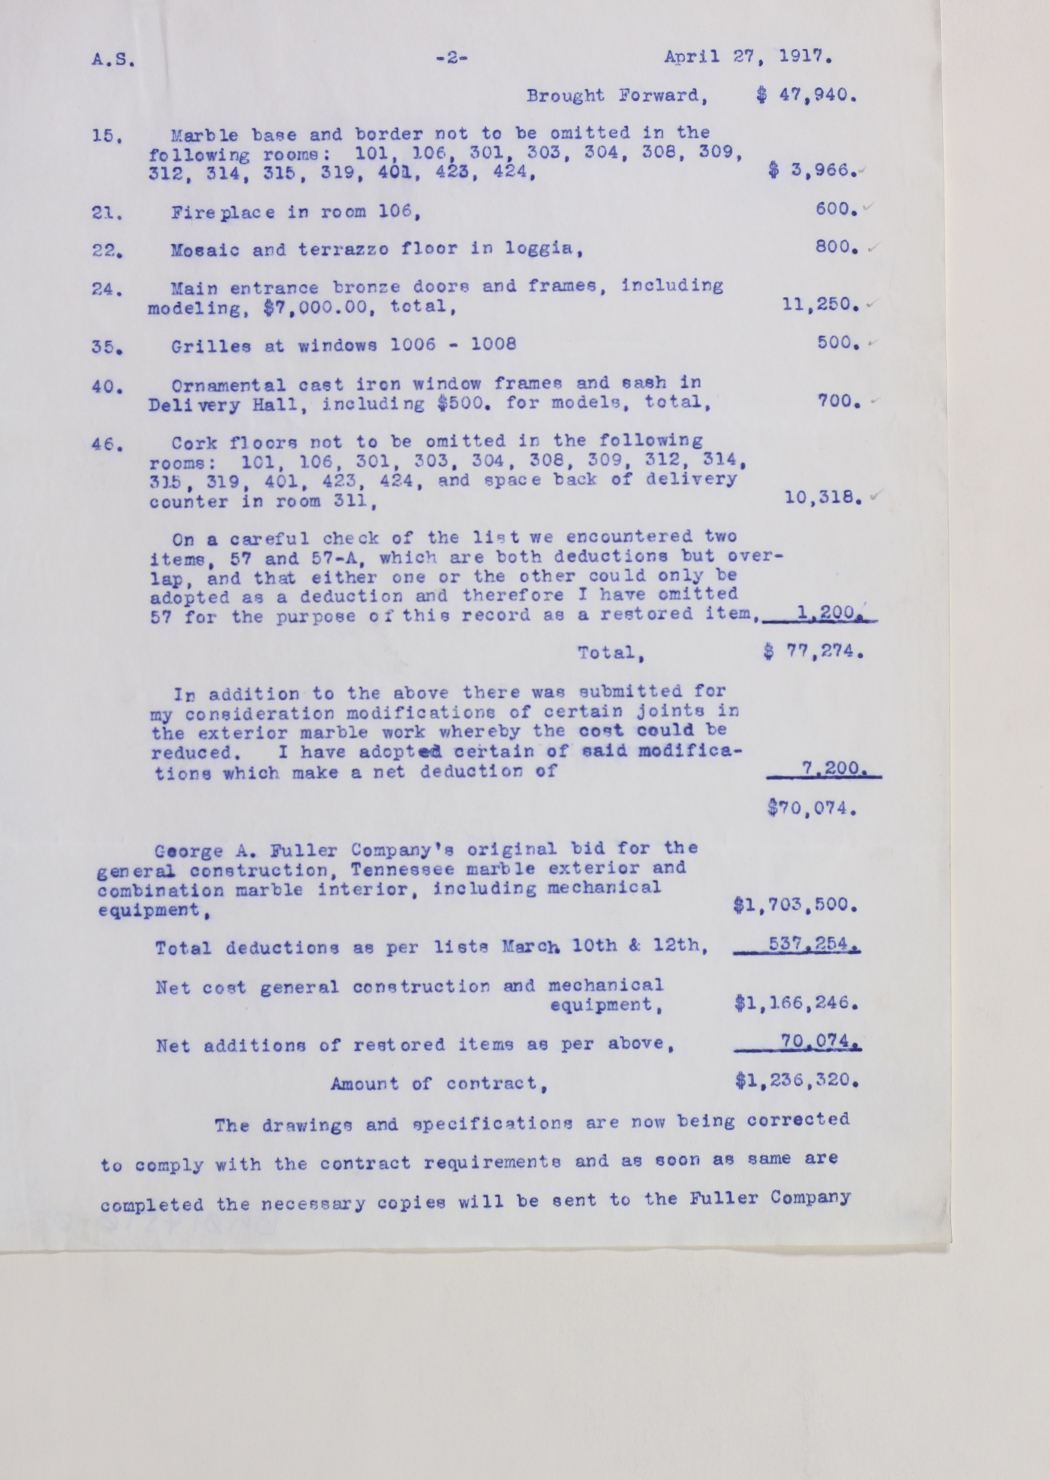 A.S. -2- April 27, 1917.
Brought Forward, $ 47,940.
15. Marble base and border not to be omitted in the
following rooms: 101, 106, 301, 303, 304, 308, 309,
312, 314, 315, 319, 401, 423, 424, $ 3,966.
21. Fireplace in room 106, 600.
22. Mosaic and terrazzo floor in loggia, 800.
24. Main entrance bronze doors and frames, including
modeling, $7,000.00, total, 11,250.
35. Grilles at windows 1006 - 1008 500.
40. Ornamental cast iron window frames and sash in
Delivery Hall, including $500. for models, total, 700.
46. Cork floors not to be omitted in the following
rooms: 101, 106, 301, 303, 304, 308, 309, 312, 314,
315, 319, 401, 423, 424, and space back of delivery
counter in room 311, 10,318.
On a careful check of the list we encountered two
items, 57 and 57-A, which are both deductions but over-
lap, and that either one or the other could only be
adopted as a deduction and therefore I have omitted
57 for the purpose of this record as a restored item, 1,200.
Total, $ 77,274.
In addition to the above there was submitted for
my consideration modifications of certain joints in
the exterior marble work whereby the cost could be
reduced. I have adopted certain of said modifica-
tions which make a net deduction of 7,200.
$70,074.
George A. Fuller Company's original bid for the
general construction, Tennessee marble exterior and
combination marble interior, including mechanical
equipment, $1,703,500.
Total deductions as per lists March 10th & 12th, 537,254.
Net cost general construction and mechanical
equipment, $1,166,246.
Net additions of restored items as per above, 70,074.
Amount of contract, $1,236,320.
The drawings and specifications are now being corrected
to comply with the contract requirements and as soon as same are
completed the necessary copies will be sent to the Fuller Company